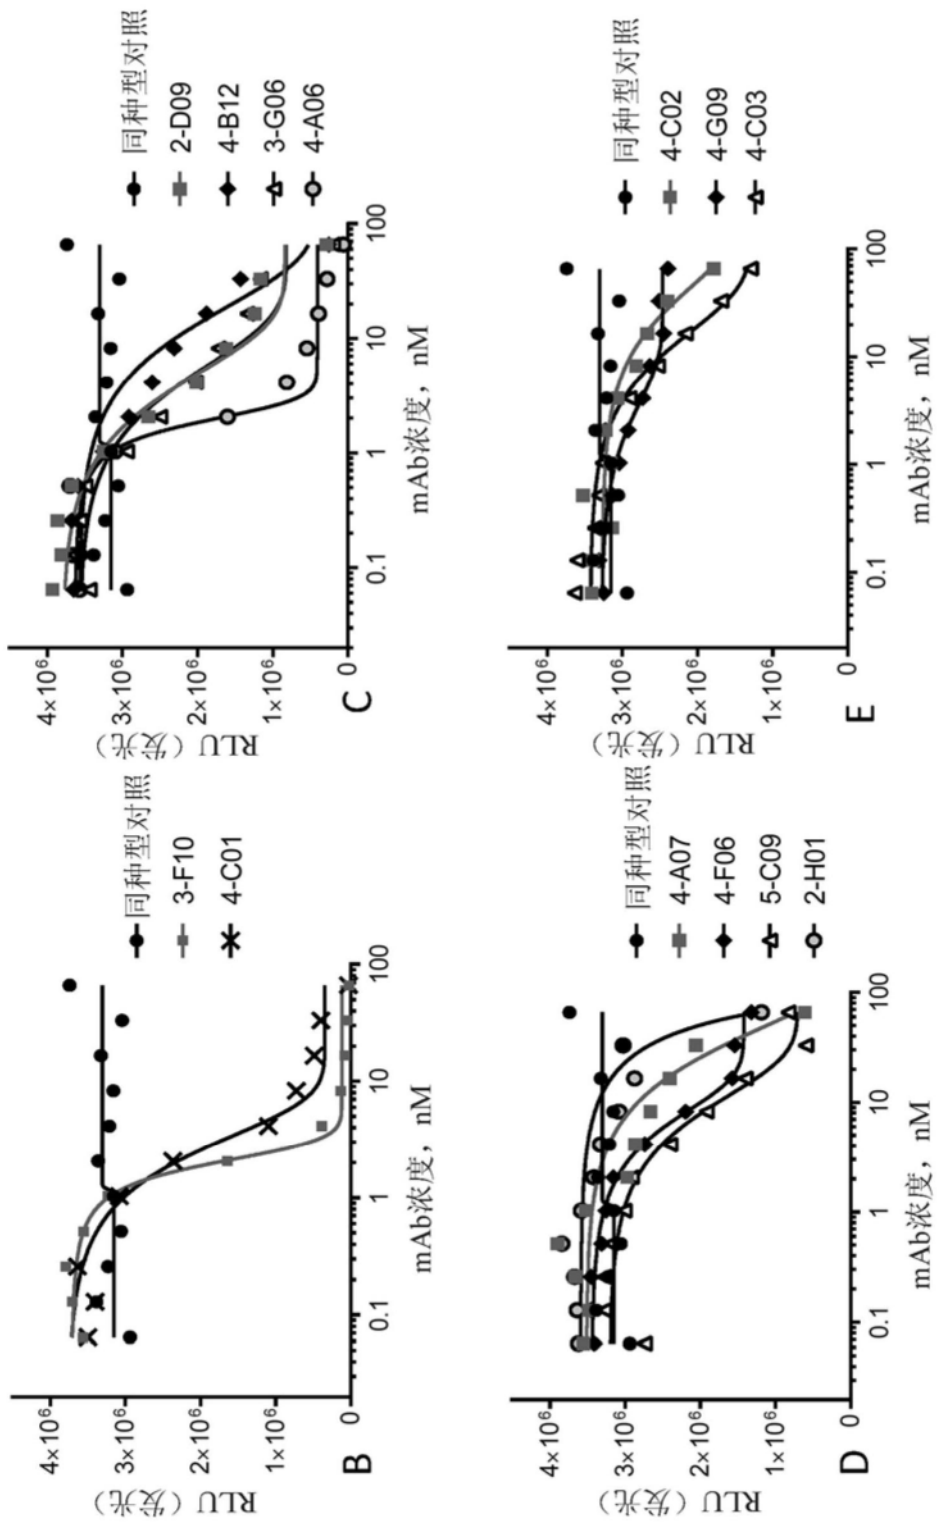 B
RLU（发光）
4×10⁶
3×10⁶
2×10⁶
1×10⁶
0
0.1
1
10
100
mAb浓度，nM
同种型对照
3-F10
4-C01
C
RLU（发光）
4×10⁶
3×10⁶
2×10⁶
1×10⁶
0
0.1
1
10
100
mAb浓度，nM
同种型对照
2-D09
4-B12
3-G06
4-A06
D
RLU（发光）
4×10⁶
3×10⁶
2×10⁶
1×10⁶
0
0.1
1
10
100
mAb浓度，nM
同种型对照
4-A07
4-F06
5-C09
2-H01
E
RLU（发光）
4×10⁶
3×10⁶
2×10⁶
1×10⁶
0
0.1
1
10
100
mAb浓度，nM
同种型对照
4-C02
4-G09
4-C03